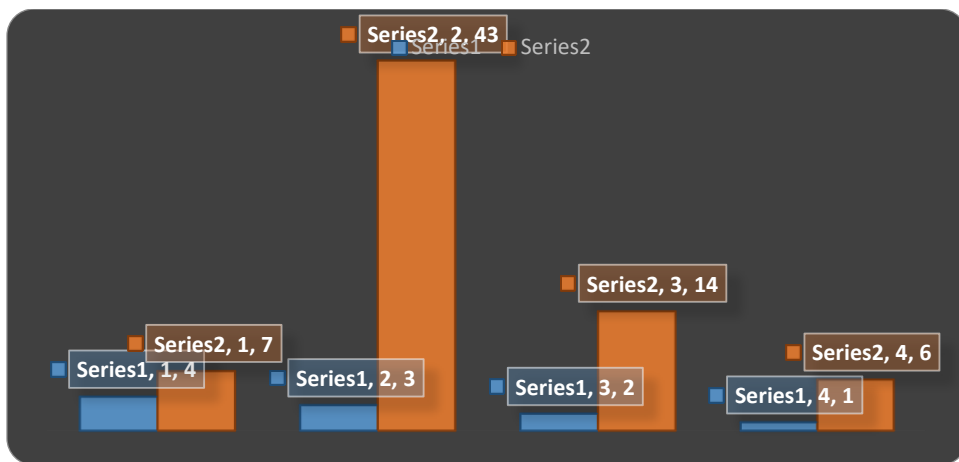 Series2, 2, 43
Series1
Series2
Series2, 3, 14
Series2, 1, 7
Series2, 4, 6
Series1, 1, 4
Series1, 2, 3
Series1, 3, 2
Series1, 4, 1